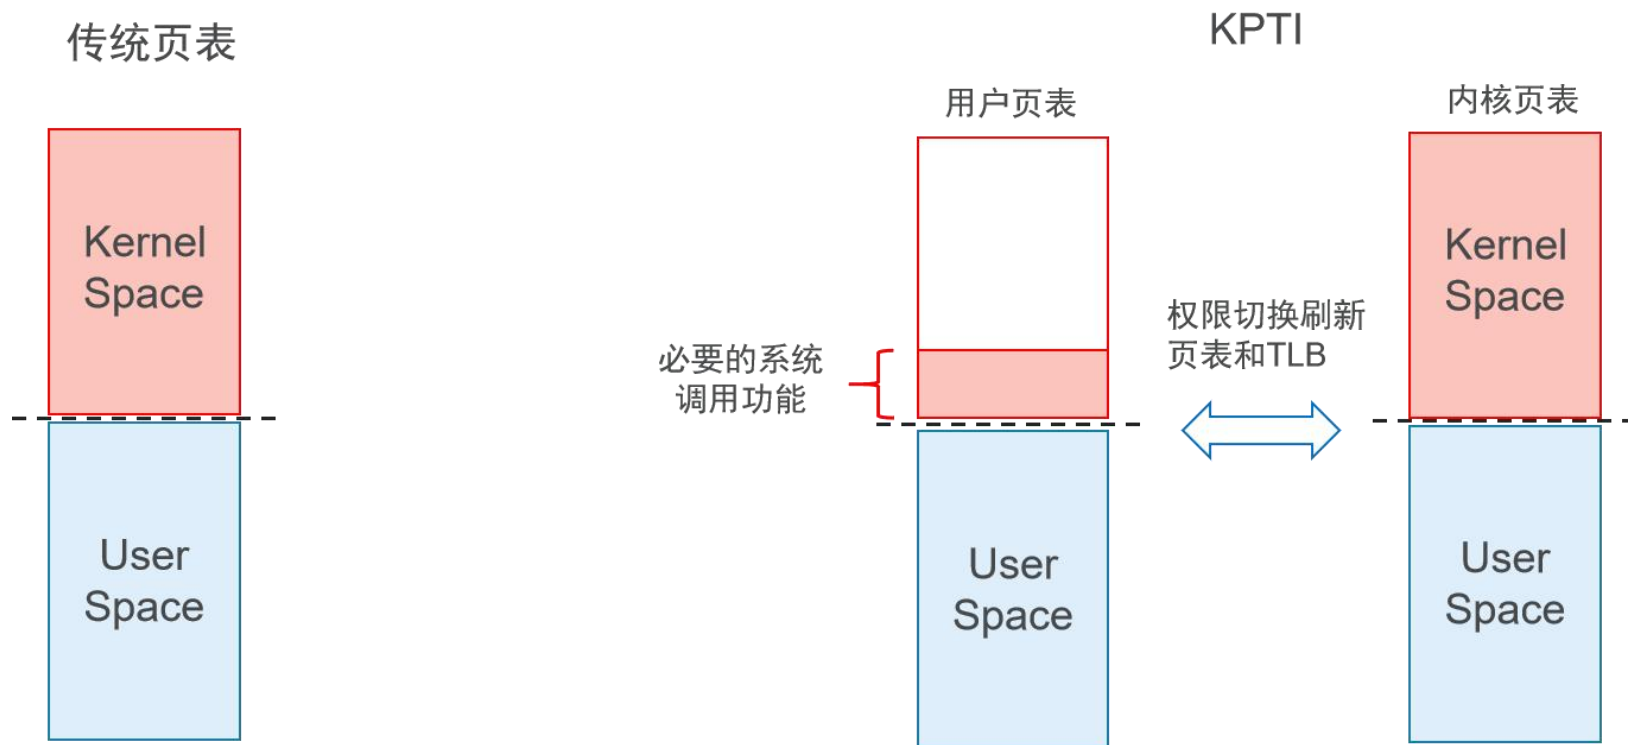 传统页表
Kernel
Space
User
Space
KPTI
用户页表
必要的系统
调用功能
User
Space
权限切换刷新
页表和TLB
内核页表
Kernel
Space
User
Space